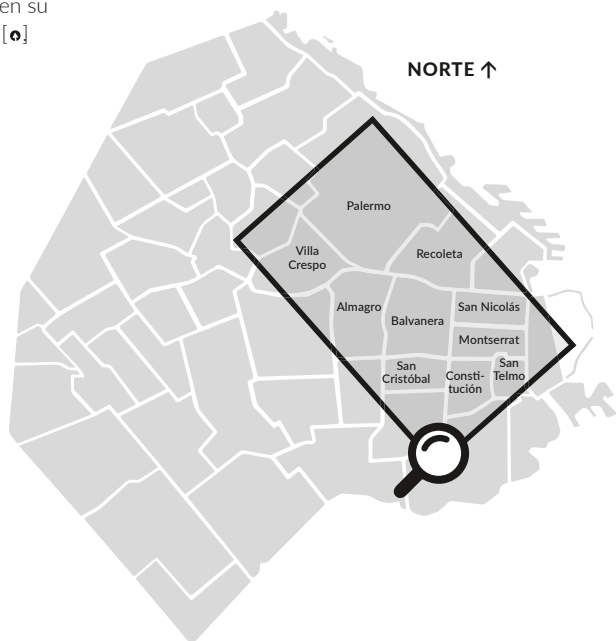 en su
[↑]
NORTE ↑
Palermo
Villa
Crespo
Recoleta
Almagro
Balvanera
San Nicolás
Montserrat
San
Cristóbal
Consti-
tución
San
Telmo